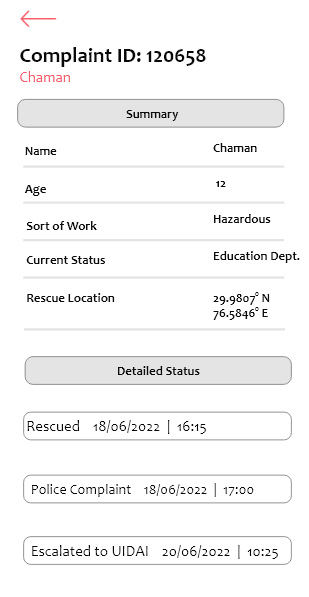 Complaint ID: 120658
Chaman
Summary
Name Chaman
Age 12
Sort of Work Hazardous
Current Status Education Dept.
Rescue Location 29.9807° N
76.5846° E
Detailed Status
Rescued 18/06/2022 | 16:15
Police Complaint 18/06/2022 | 17:00
Escalated to UIDAI 20/06/2022 | 10:25